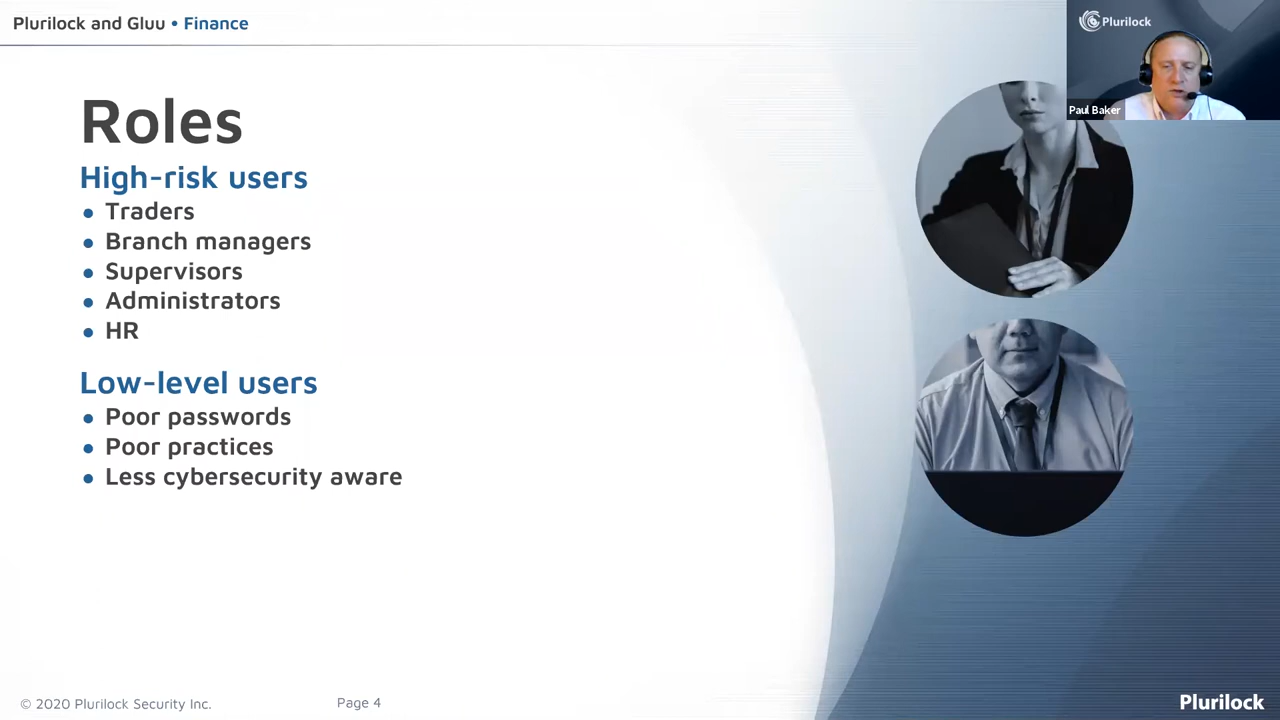 Plurilock and Gluu • Finance
Plurilock
Paul Baker
Roles
High-risk users
• Traders
• Branch managers
• Supervisors
• Administrators
• HR
Low-level users
• Poor passwords
• Poor practices
• Less cybersecurity aware
© 2020 Plurilock Security Inc.
Page 4
Plurilock